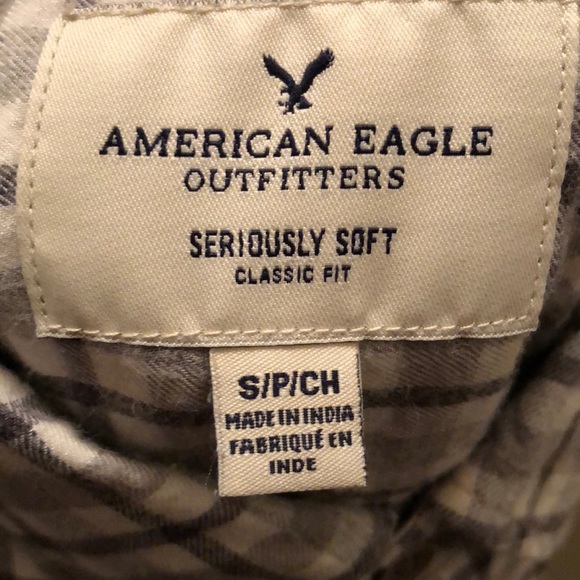 AMERICAN EAGLE
OUTFITTERS
SERIOUSLY SOFT
CLASSIC FIT
S/P/CH
MADE IN INDIA
FABRIQUÉ EN
INDE